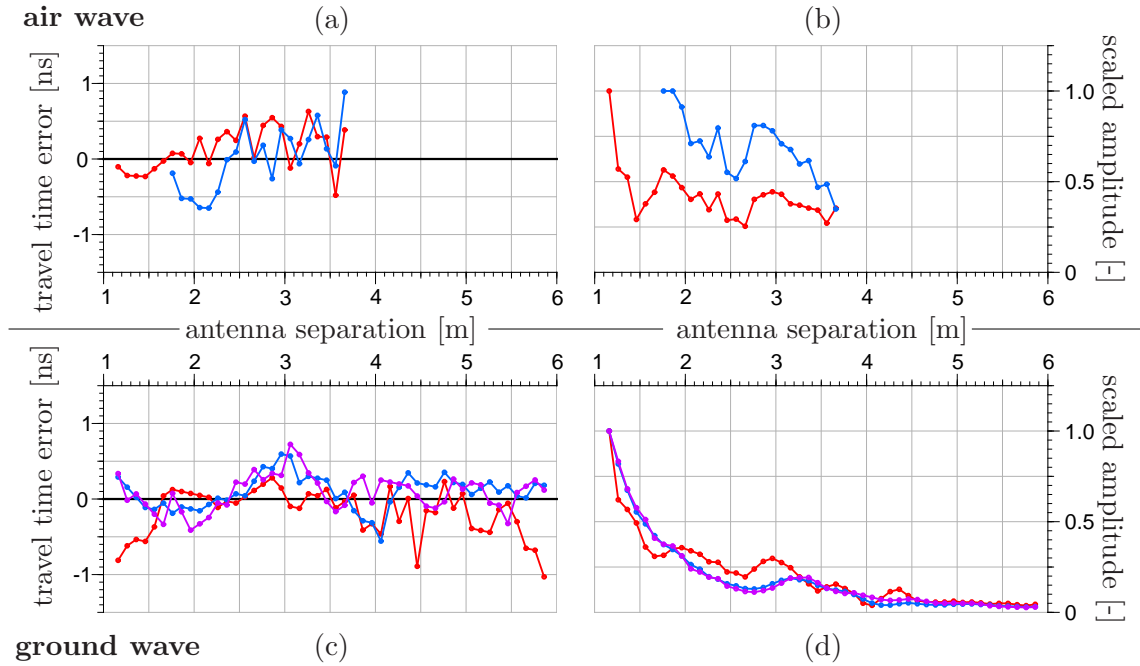 air wave (a) (b)
travel time error [ns]
1
0
-1
1 2 3 4 5 6
scaled amplitude [-]
1.0
0.5
0
1 2 3 4 5 6
antenna separation [m] antenna separation [m]
1 2 3 4 5 6
travel time error [ns]
1
0
-1
1 2 3 4 5 6
scaled amplitude [-]
1.0
0.5
0
ground wave (c) (d)